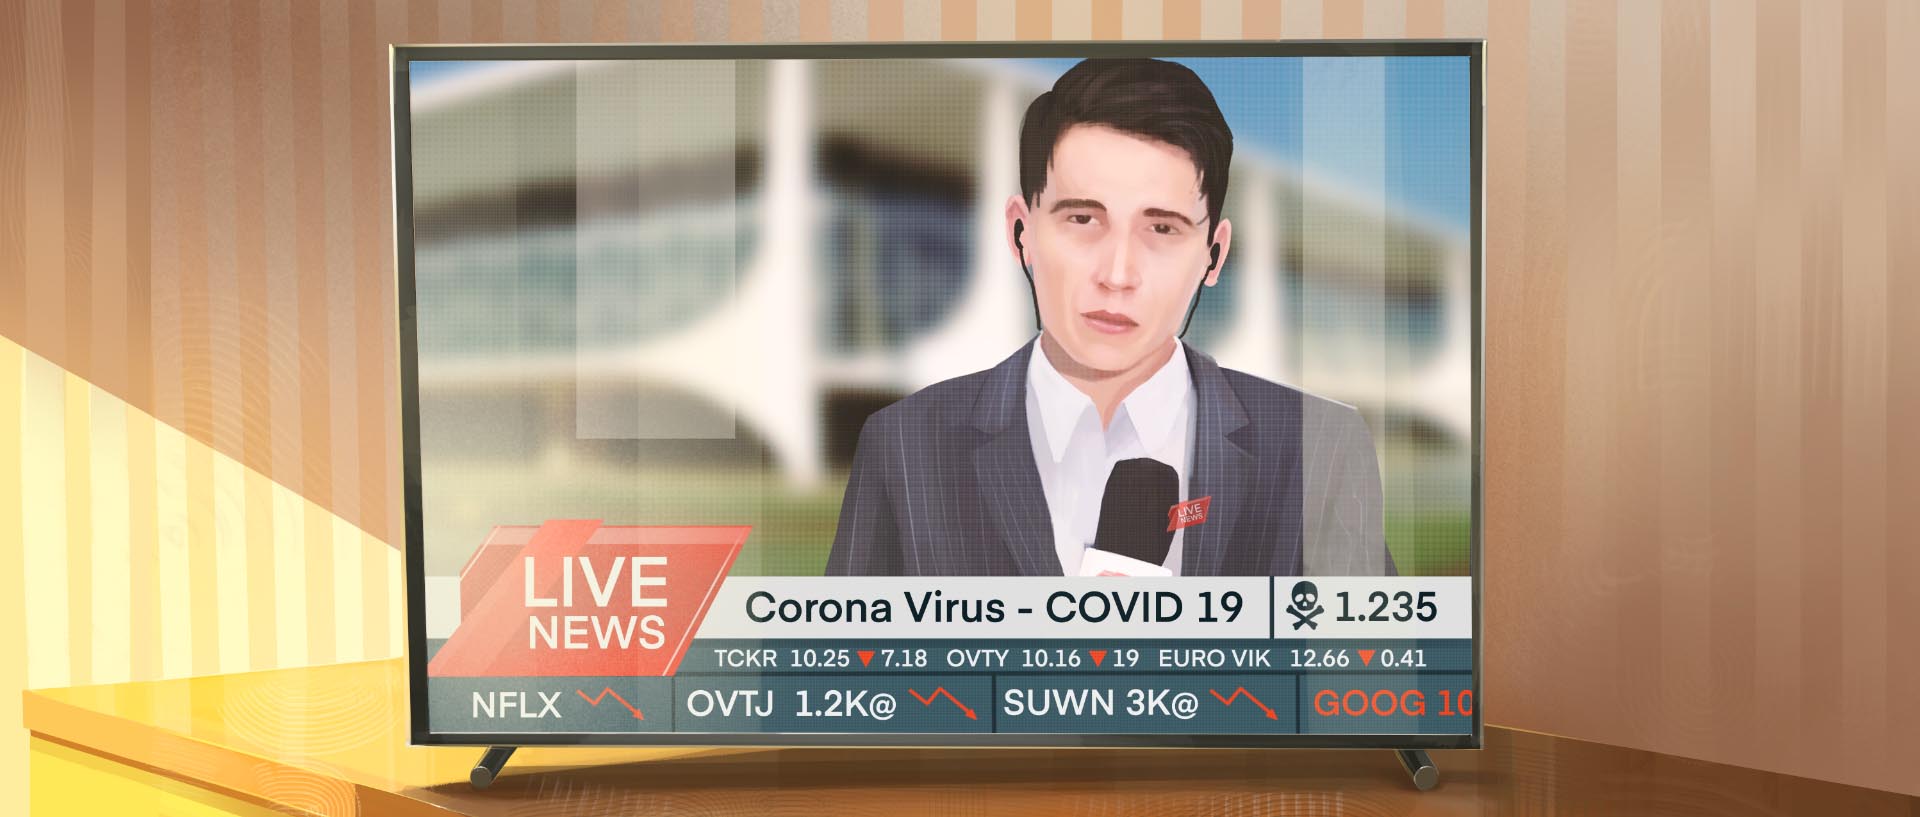 LIVE
NEWS
LIVE
NEWS
Corona Virus - COVID 19
1.235
TCKR 10.25 ▼ 7.18 OVTY 10.16 ▼ 19 EURO VIK 12.66 ▼ 0.41
NFLX OVTJ 1.2K@ SUWN 3K@ GOOG 10